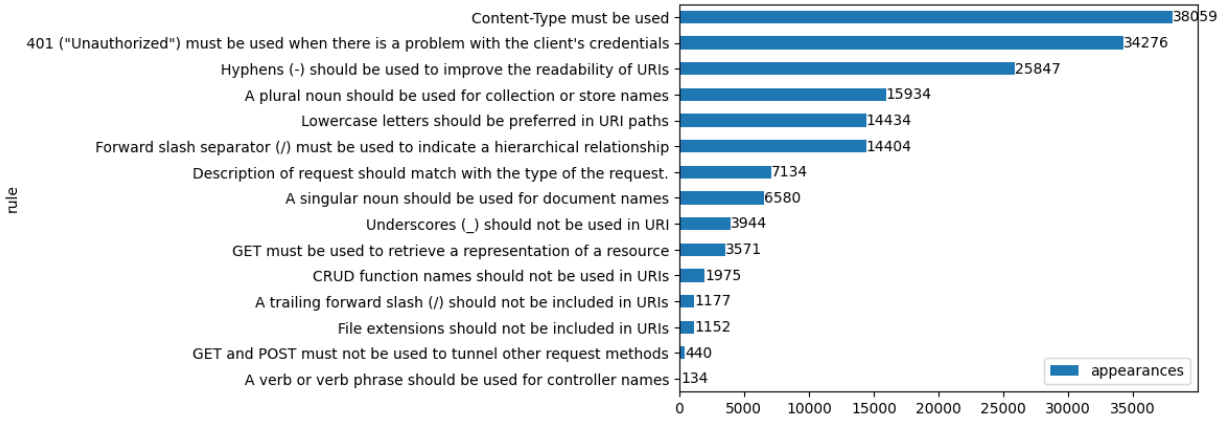 Content-Type must be used 38059
401 ("Unauthorized") must be used when there is a problem with the client's credentials 34276
Hyphens (-) should be used to improve the readability of URIs 25847
A plural noun should be used for collection or store names 15934
Lowercase letters should be preferred in URI paths 14434
Forward slash separator (/) must be used to indicate a hierarchical relationship 14404
Description of request should match with the type of the request. 7134
rule
A singular noun should be used for document names 6580
Underscores (_) should not be used in URI 3944
GET must be used to retrieve a representation of a resource 3571
CRUD function names should not be used in URIs 1975
A trailing forward slash (/) should not be included in URIs 1177
File extensions should not be included in URIs 1152
GET and POST must not be used to tunnel other request methods 440
A verb or verb phrase should be used for controller names 134
appearances
0 5000 10000 15000 20000 25000 30000 35000